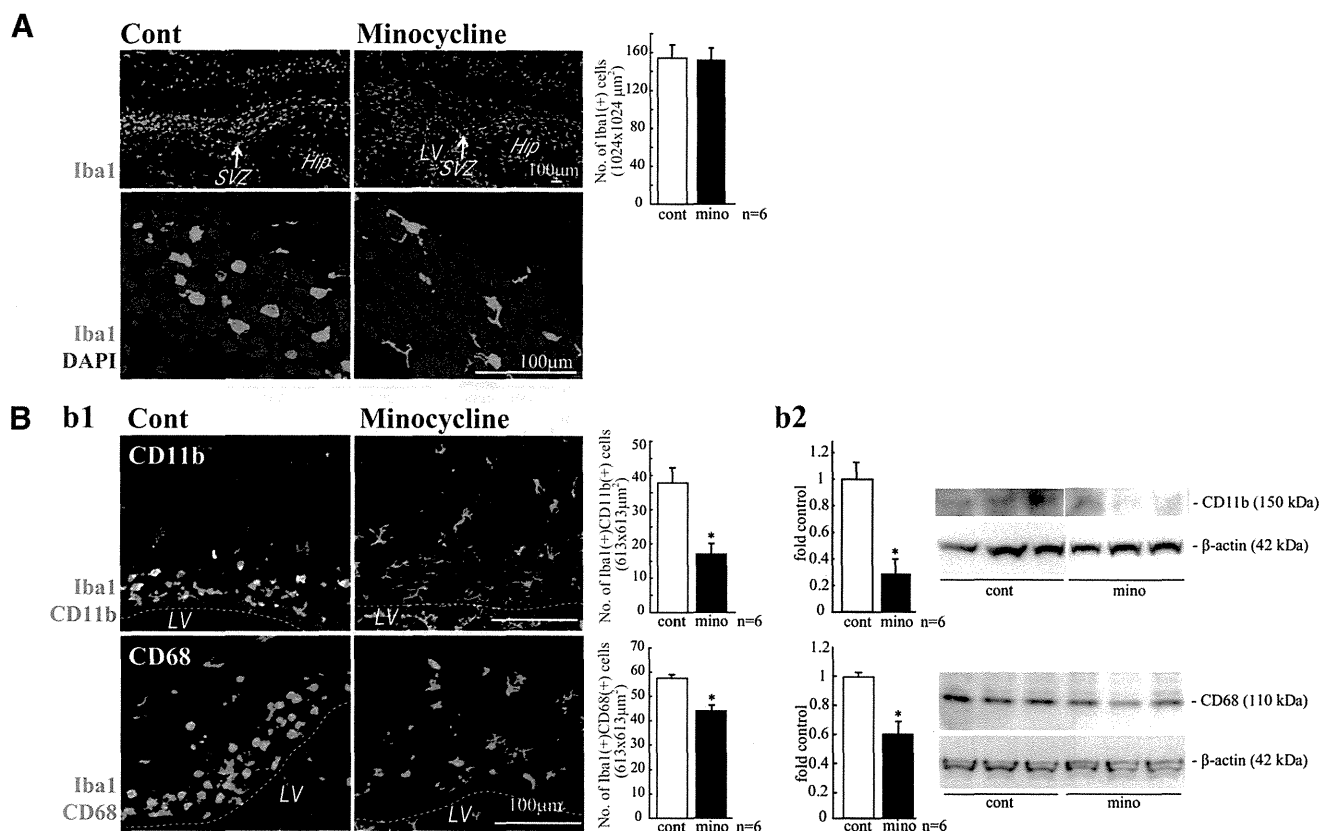 A
Cont
Minocycline
Iba1
SVZ
Hip
LV
SVZ
Hip
100μm
No. of Iba1(+) cells
(1024x1024 μm²)
160
120
80
40
0
cont mino n=6
Iba1
DAPI
100μm
B b1
Cont
Minocycline
CD11b
Iba1
CD11b
LV
LV
No. of Iba1(+)CD11b(+) cells
(613x613μm²)
50
40
30
20
10
0
cont mino n=6
b2
fold control
1.2
1
0.8
0.6
0.4
0.2
0
cont mino n=6
- CD11b (150 kDa)
- β-actin (42 kDa)
cont mino
CD68
Iba1
CD68
LV
LV
100μm
No. of Iba1(+)CD68(+) cells
(613x613μm²)
70
60
50
40
30
20
10
0
cont mino n=6
fold control
1.2
1
0.8
0.6
0.4
0.2
0
cont mino n=6
- CD68 (110 kDa)
- β-actin (42 kDa)
cont mino